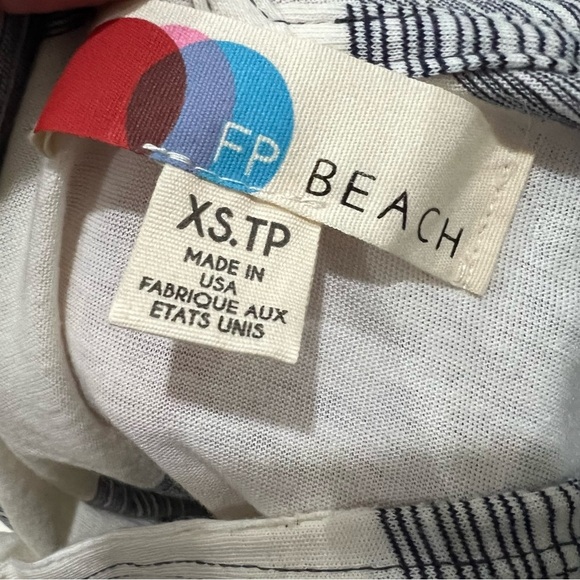 FP BEACH
XS.TP
MADE IN
USA
FABRIQUE AUX
ETATS UNIS